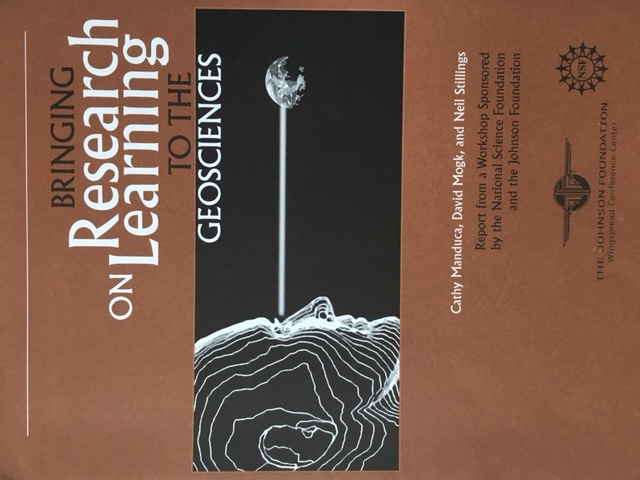 BRINGING
ON Research
Learning
TO THE
GEOSCIENCES
Cathy Manduca, David Mogk, and Neil Stillings
Report from a Workshop Sponsored
by the National Science Foundation
and the Johnson Foundation
NSF
THE JOHNSON FOUNDATION
Wingspread Conference Center